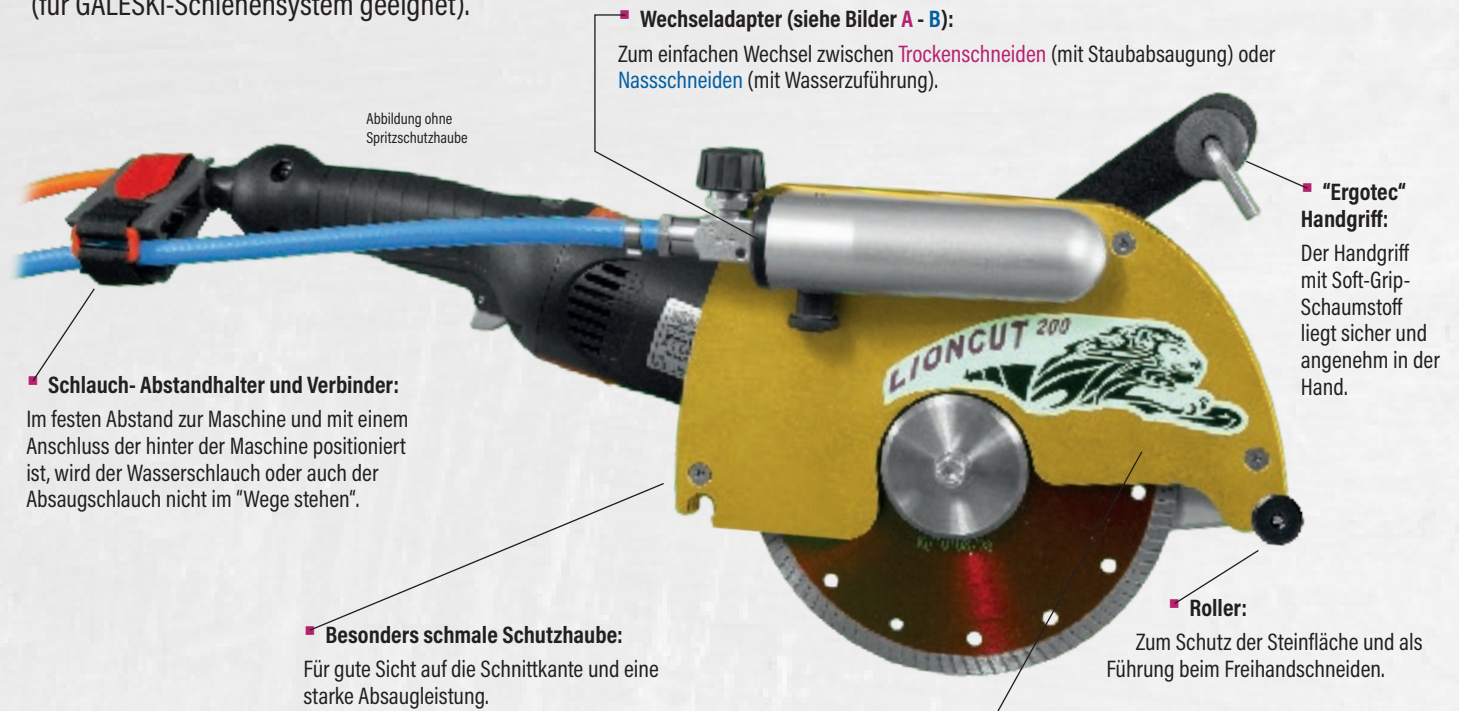 (für GALESKI-Schienensystem geeignet).
Wechseladapter (siehe Bilder A - B):
Zum einfachen Wechsel zwischen Trockenschneiden (mit Staubabsaugung) oder
Nassschneiden (mit Wasserzuführung).
Abbildung ohne
Spritzschutzhaube
“Ergotec“
Handgriff:
Der Handgriff
mit Soft-Grip-
Schaumstoff
liegt sicher und
angenehm in der
Hand.
LIONCUT 200
Schlauch- Abstandhalter und Verbinder:
Im festen Abstand zur Maschine und mit einem
Anschluss der hinter der Maschine positioniert
ist, wird der Wasserschlauch oder auch der
Absaugschlauch nicht im “Wege stehen“.
Besonders schmale Schutzhaube:
Für gute Sicht auf die Schnittkante und eine
starke Absaugleistung.
Roller:
Zum Schutz der Steinfläche und als
Führung beim Freihandschneiden.